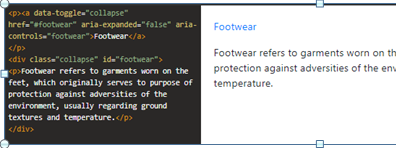 <p><a data-toggle="collapse"
href="#footwear" aria-expanded="false" aria-
controls="footwear">Footwear</a>
</p>
<div class="collapse" id="footwear">
<p>Footwear refers to garments worn on the
feet, which originally serves to purpose of
protection against adversities of the
environment, usually regarding ground
textures and temperature.</p>
</div>
Footwear
Footwear refers to garments worn on th
protection against adversities of the env
temperature.